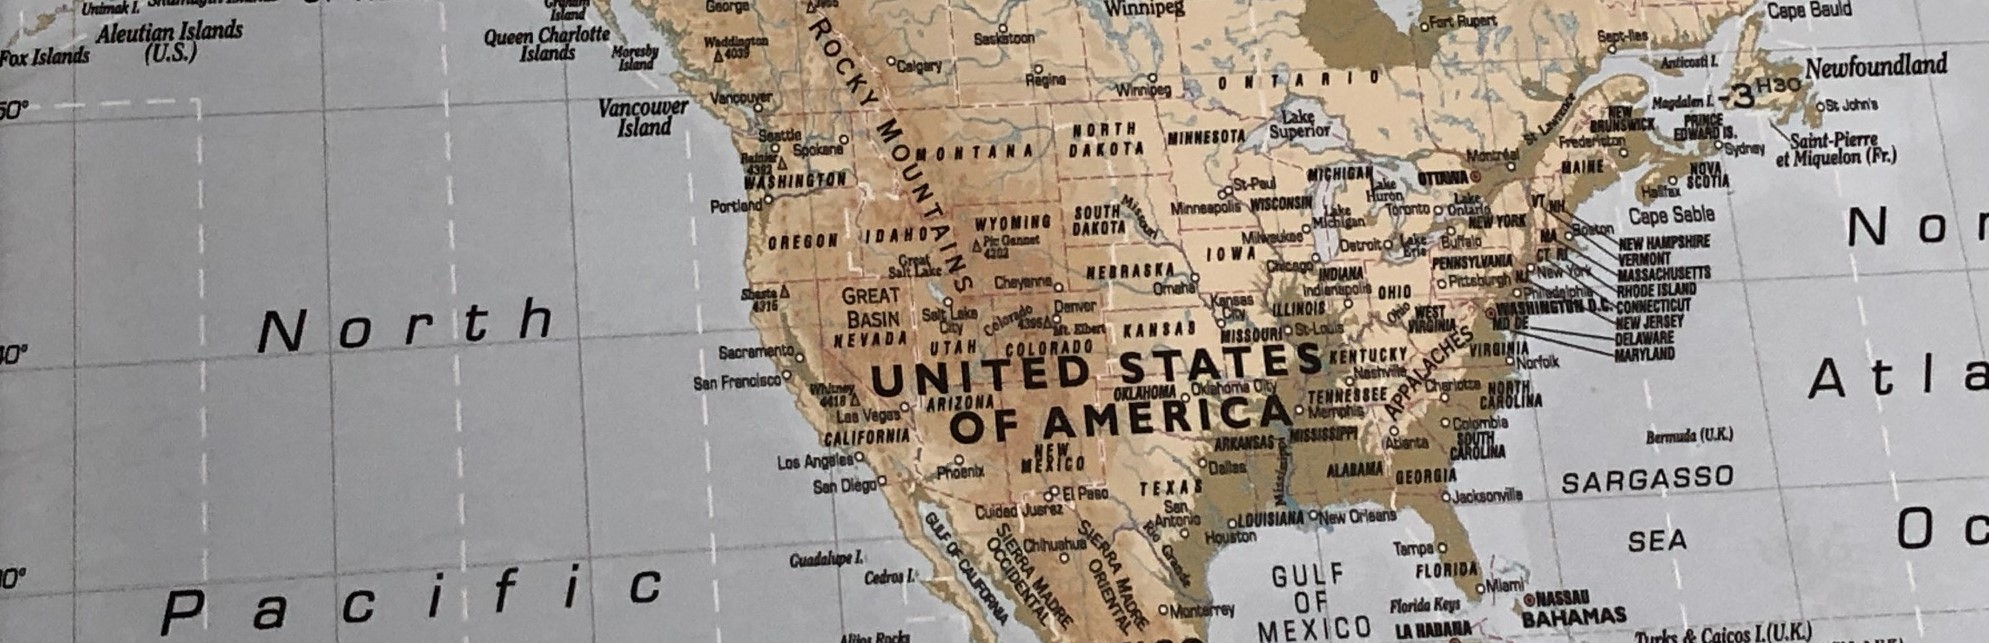 Unimak I.
Aleutian Islands
(U.S.)
Fox Islands
Graham
Island
Queen Charlotte
Islands
Moresby
Island
George
Waddington
4039
Vancouver
Island
Vancouver
ROCKY MOUNTAINS
Calgary
Saskatoon
Regina
Winnipeg
Winnipeg
ONTARIO
Fort Rupert
Sept-Iles
Anticosti I.
Cape Bauld
Newfoundland
-3H30
St John's
Magdalen I.
PRINCE
EDWARD IS.
NEW
BRUNSWICK
Fredericton
Sydney
Saint-Pierre
et Miquelon (Fr.)
NOVA
SCOTIA
Halifax
Cape Sable
St. Lawrence
Montréal
OTTAWA
MAINE
Seattle
Spokane
Rainier
4392
WASHINGTON
Portland
MONTANA
NORTH
DAKOTA
MINNESOTA
Lake
Superior
St-Paul
Minneapolis
WISCONSIN
MICHIGAN
Lake
Huron
Lake
Michigan
Toronto
Lake
Ontario
NEW YORK
VT
NH
MA
Boston
CT
RI
NEW HAMPSHIRE
VERMONT
MASSACHUSETTS
RHODE ISLAND
CONNECTICUT
NEW JERSEY
DELAWARE
MARYLAND
OREGON
IDAHO
WYOMING
Pic Gannet
4202
SOUTH
DAKOTA
Missouri
IOWA
Milwaukee
Detroit
Lake
Erie
Buffalo
PENNSYLVANIA
Pittsburgh
NJ
New York
Philadelphia
WASHINGTON D.C.
MD
DE
Great
Salt Lake
Cheyenne
NEBRASKA
Omaha
Chicago
INDIANA
Indianapolis
OHIO
ILLINOIS
Ohio
WEST
VIRGINIA
VIRGINIA
Norfolk
Shasta
4316
GREAT
BASIN
NEVADA
Salt Lake
City
UTAH
Colorado
4395
Mt. Elbert
Denver
COLORADO
KANSAS
Kansas
City
MISSOURI
St-Louis
KENTUCKY
Nashville
APPALACHES
Sacramento
San Francisco
Whitney
4418
UNITED STATES
OF AMERICA
Las Vegas
ARIZONA
OKLAHOMA
Oklahoma City
TENNESSEE
Memphis
Charlotte
NORTH
CAROLINA
Colombia
SOUTH
CAROLINA
CALIFORNIA
Los Angeles
San Diego
Phoenix
NEW
MEXICO
El Paso
Cuidad Juarez
TEXAS
Dallas
ARKANSAS
MISSISSIPPI
Mississippi
ALABAMA
Atlanta
GEORGIA
Jacksonville
San
Antonio
Houston
LOUISIANA
New Orleans
Rio Grande
GULF OF CALIFORNIA
SIERRA MADRE
OCCIDENTAL
Chihuahua
SIERRA MADRE
ORIENTAL
Monterrey
Guadalupe I.
Cedros I.
Alijos Rocks
Tampa
FLORIDA
Miami
Florida Keys
LA HABANA
NASSAU
BAHAMAS
GULF
OF
MEXICO
Bermuda (U.K.)
SARGASSO
SEA
Turks & Caicos I.(U.K.)
North
Pacific
Nor
Atla
Oc
50°